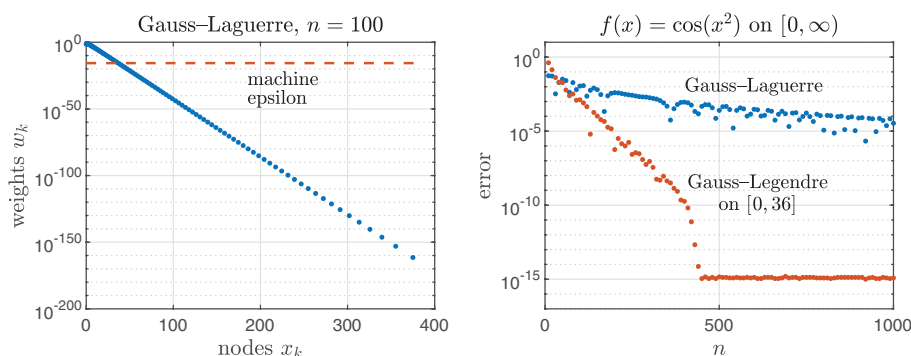 Gauss–Laguerre, n = 100
weights w_k
10^0
10^-50
10^-100
10^-150
10^-200
machine
epsilon
0 100 200 300 400
nodes x_k
f(x) = cos(x^2) on [0, ∞)
error
10^0
10^-5
10^-10
10^-15
Gauss–Laguerre
Gauss–Legendre
on [0, 36]
0 500 1000
n